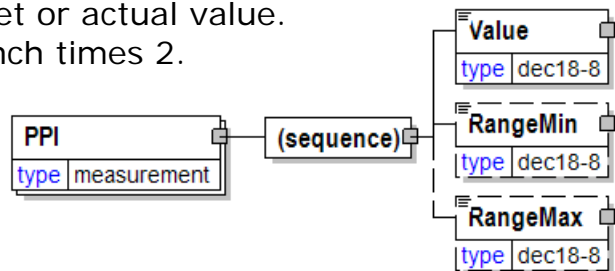 et or actual value.
nch times 2.
PPI
type measurement
(sequence)
Value
type dec18-8
RangeMin
type dec18-8
RangeMax
type dec18-8